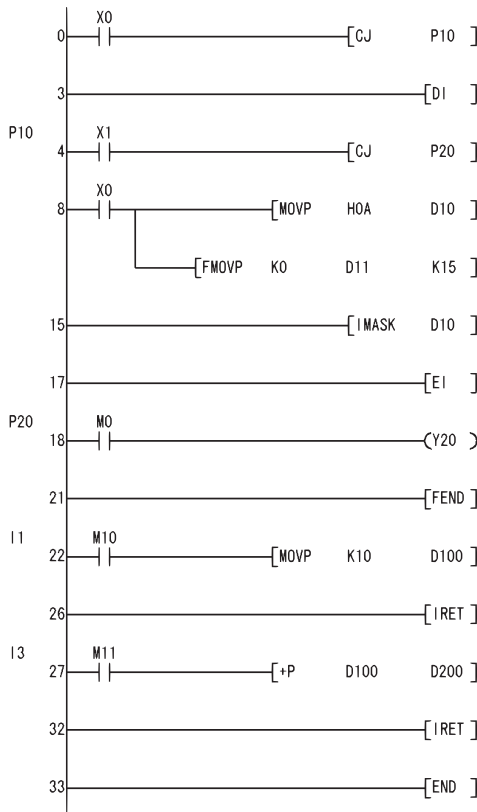 X0
0 [CJ P10 ]
3 [DI ]
P10 X1
4 [CJ P20 ]
X0
8 [MOVP H0A D10 ]
[FMOVP K0 D11 K15 ]
15 [IMASK D10 ]
17 [EI ]
P20 M0
18 (Y20 )
21 [FEND ]
I1 M10
22 [MOVP K10 D100 ]
26 [IRET ]
I3 M11
27 [+P D100 D200 ]
32 [IRET ]
33 [END ]